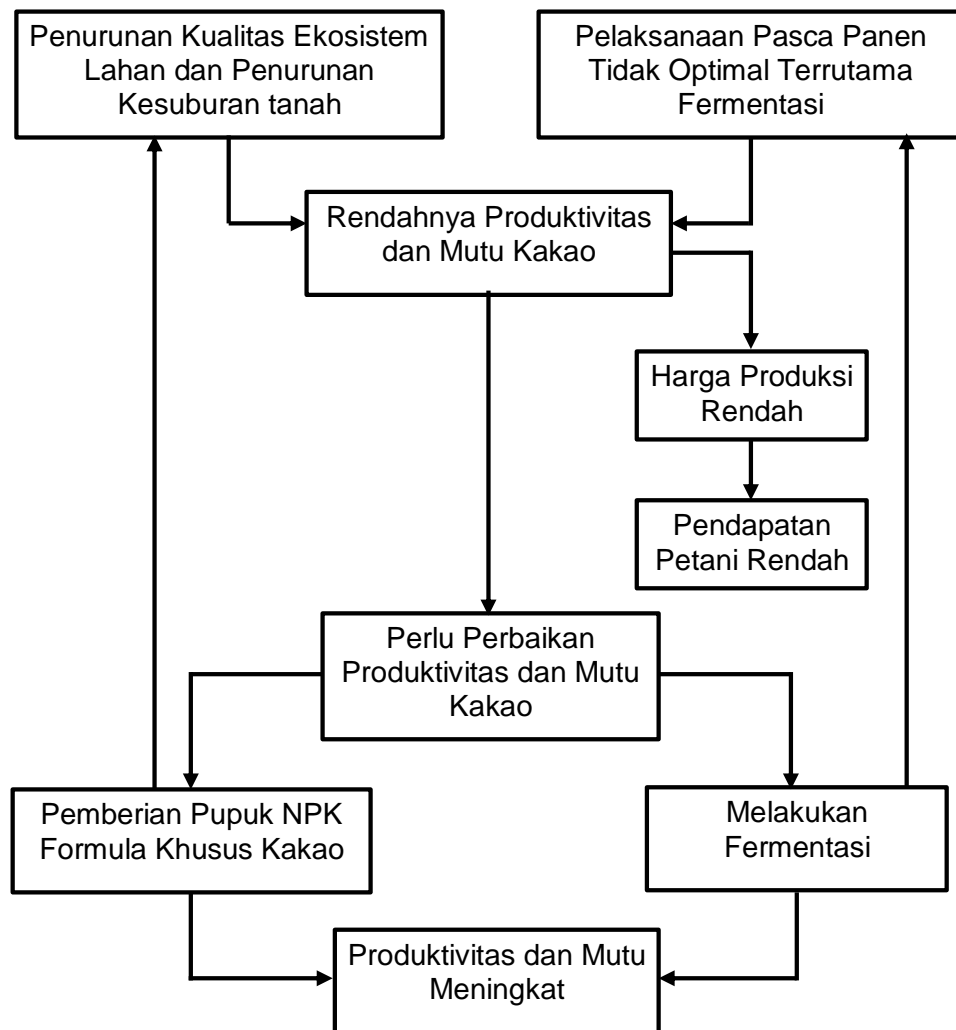 Penurunan Kualitas Ekosistem
Lahan dan Penurunan
Kesuburan tanah
Pelaksanaan Pasca Panen
Tidak Optimal Terrutama
Fermentasi
Rendahnya Produktivitas
dan Mutu Kakao
Harga Produksi
Rendah
Pendapatan
Petani Rendah
Perlu Perbaikan
Produktivitas dan Mutu
Kakao
Pemberian Pupuk NPK
Formula Khusus Kakao
Melakukan
Fermentasi
Produktivitas dan Mutu
Meningkat